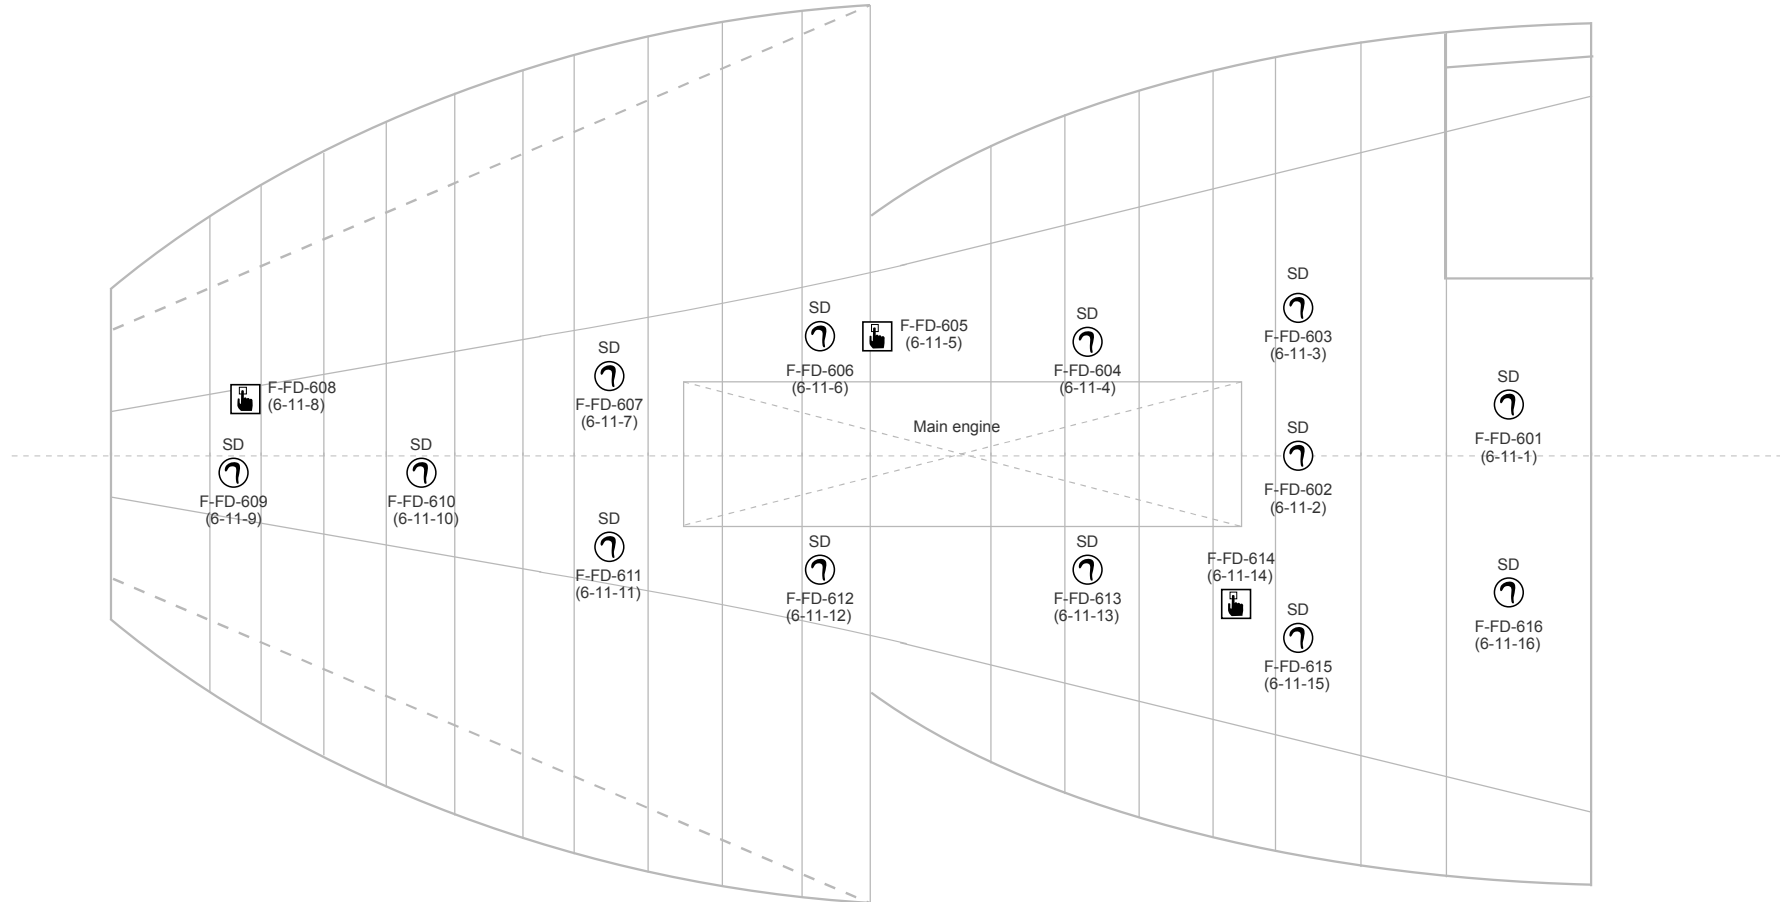 SD
F-FD-603
(6-11-3)
SD
F-FD-606
(6-11-6)
F-FD-605
(6-11-5)
SD
F-FD-604
(6-11-4)
SD
F-FD-607
(6-11-7)
F-FD-608
(6-11-8)
SD
F-FD-601
(6-11-1)
Main engine
SD
F-FD-602
(6-11-2)
SD
F-FD-609
(6-11-9)
SD
F-FD-610
(6-11-10)
SD
F-FD-611
(6-11-11)
SD
F-FD-612
(6-11-12)
SD
F-FD-613
(6-11-13)
F-FD-614
(6-11-14)
SD
F-FD-615
(6-11-15)
SD
F-FD-616
(6-11-16)